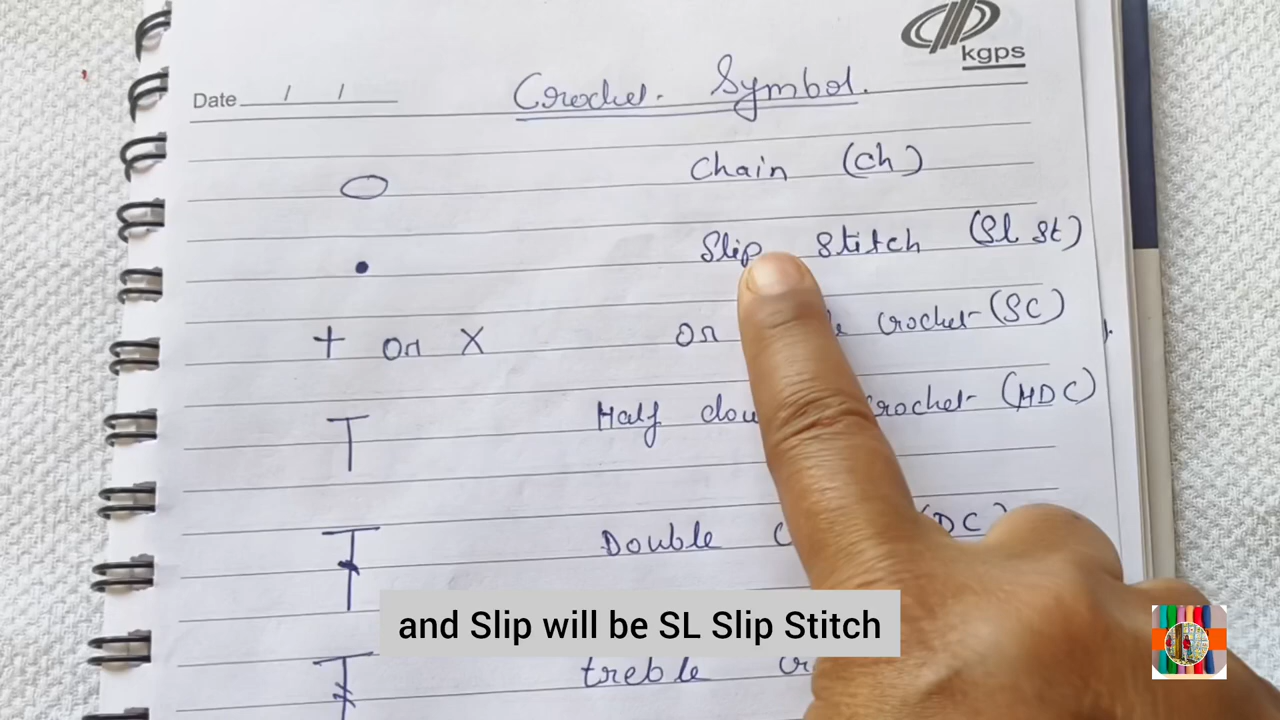 kgps
Date / /
Crochet. Symbol.
Chain (ch)
Slip Stitch (Sl St)
+ or X or crochet (SC)
Half crochet (HDC)
Double (DC)
and Slip will be SL Slip Stitch
treble